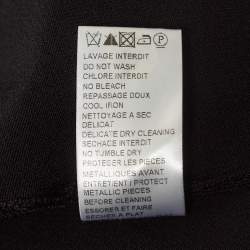 LAVAGE INTERDIT
DO NOT WASH
CHLORE INTERDIT
NO BLEACH
REPASSAGE DOUX
COOL IRON
NETTOYAGE A SEC
DELICAT
DELICATE DRY CLEANING
SECHAGE INTERDIT
NO TUMBLE DRY
PROTEGER LES PIECES
METALLIQUES AVANT
ENTRETIEN / PROTECT
METALLIC PIECES
BEFORE CLEANING
ESSORER ET FAIRE
SECHER A PLAT